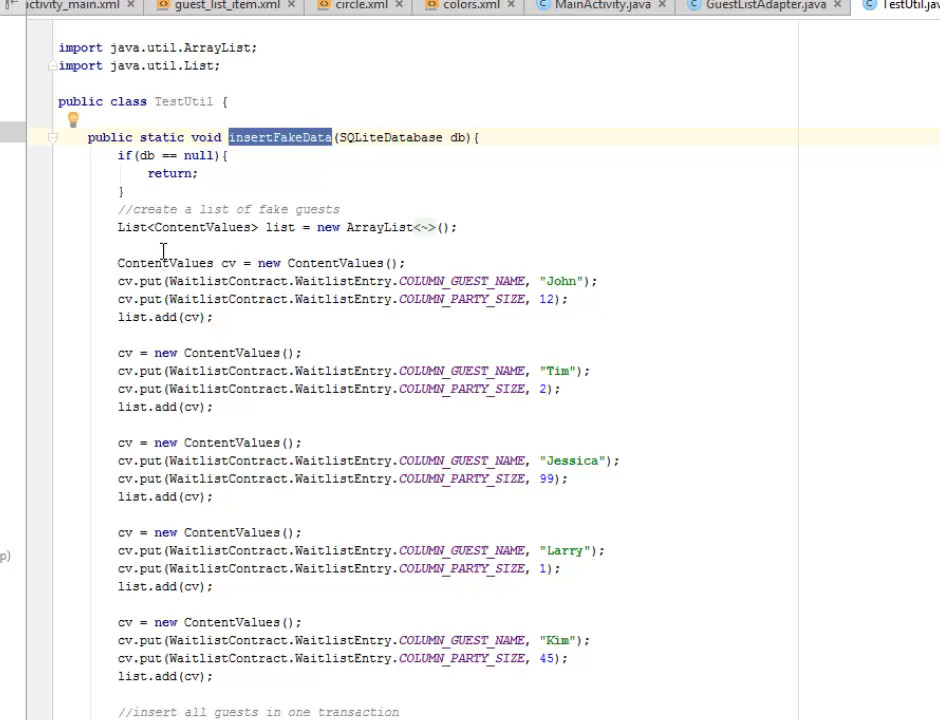 ctivity_main.xml guest_list_item.xml circle.xml colors.xml MainActivity.java GuestListAdapter.java TestUtil.jav
import java.util.ArrayList;
import java.util.List;
public class TestUtil {
public static void insertFakeData(SQLiteDatabase db){
if(db == null){
return;
}
//create a list of fake guests
List<ContentValues> list = new ArrayList<~>();
ContentValues cv = new ContentValues();
cv.put(WaitlistContract.WaitlistEntry.COLUMN_GUEST_NAME, "John");
cv.put(WaitlistContract.WaitlistEntry.COLUMN_PARTY_SIZE, 12);
list.add(cv);
cv = new ContentValues();
cv.put(WaitlistContract.WaitlistEntry.COLUMN_GUEST_NAME, "Tim");
cv.put(WaitlistContract.WaitlistEntry.COLUMN_PARTY_SIZE, 2);
list.add(cv);
cv = new ContentValues();
cv.put(WaitlistContract.WaitlistEntry.COLUMN_GUEST_NAME, "Jessica");
cv.put(WaitlistContract.WaitlistEntry.COLUMN_PARTY_SIZE, 99);
list.add(cv);
cv = new ContentValues();
cv.put(WaitlistContract.WaitlistEntry.COLUMN_GUEST_NAME, "Larry");
cv.put(WaitlistContract.WaitlistEntry.COLUMN_PARTY_SIZE, 1);
p)
list.add(cv);
cv = new ContentValues();
cv.put(WaitlistContract.WaitlistEntry.COLUMN_GUEST_NAME, "Kim");
cv.put(WaitlistContract.WaitlistEntry.COLUMN_PARTY_SIZE, 45);
list.add(cv);
//insert all guests in one transaction